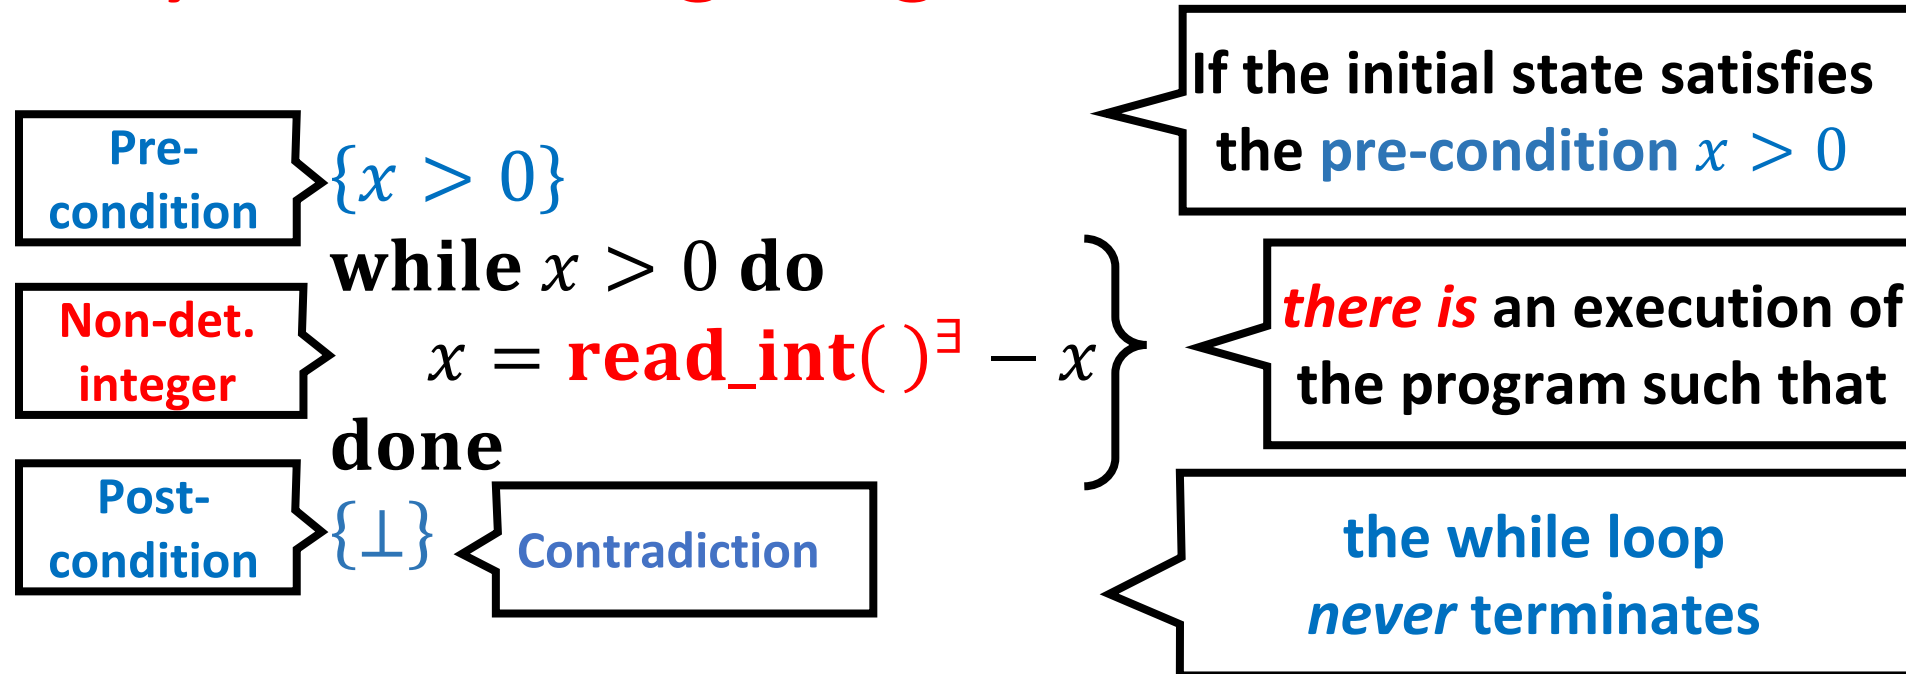 If the initial state satisfies
the pre-condition x > 0
Pre-
condition
{x > 0}
while x > 0 do
Non-det.
integer
x = read_int( )^∃ − x
there is an execution of
the program such that
done
Post-
condition
{⊥}
Contradiction
the while loop
never terminates